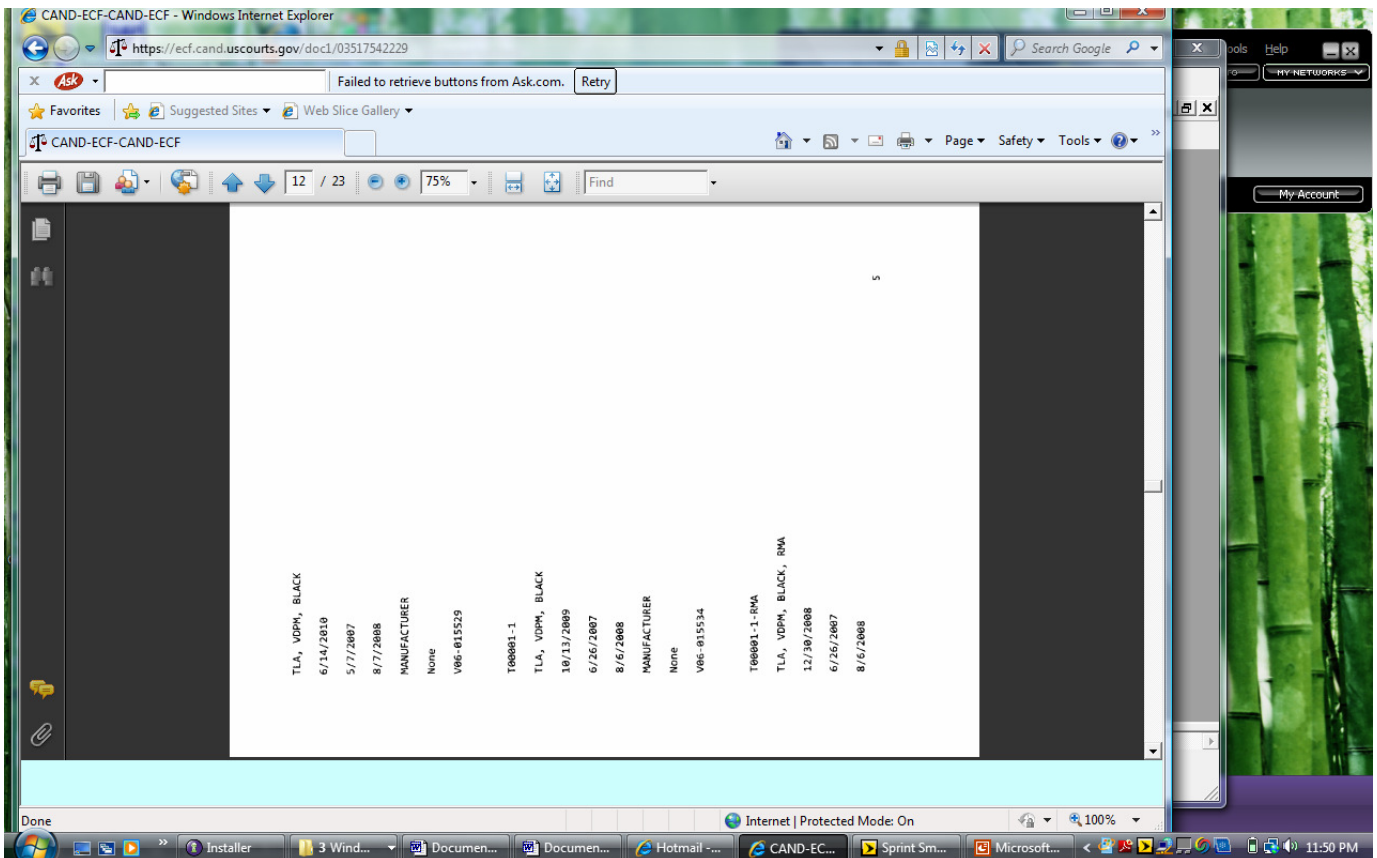 CAND-ECF-CAND-ECF - Windows Internet Explorer
https://ecf.cand.uscourts.gov/doc1/03517542229
Search Google
X
ools Help
x Ask
Failed to retrieve buttons from Ask.com. Retry
MY NETWORKS
Favorites Suggested Sites Web Slice Gallery
CAND-ECF-CAND-ECF
Page Safety Tools »
12 / 23 75% Find
My Account
5
TLA, VDPM, BLACK
6/14/2010
5/7/2007
8/7/2008
MANUFACTURER
None
V06-015529
T00001-1
TLA, VDPM, BLACK
10/13/2009
6/26/2007
8/6/2008
MANUFACTURER
None
V06-015534
T00001-1-RMA
TLA, VDPM, BLACK, RMA
12/30/2008
6/26/2007
8/6/2008
Done
Internet | Protected Mode: On
100%
» Installer 3 Wind... Documen... Documen... Hotmail -... CAND-EC... Sprint Sm... Microsoft... < 11:50 PM